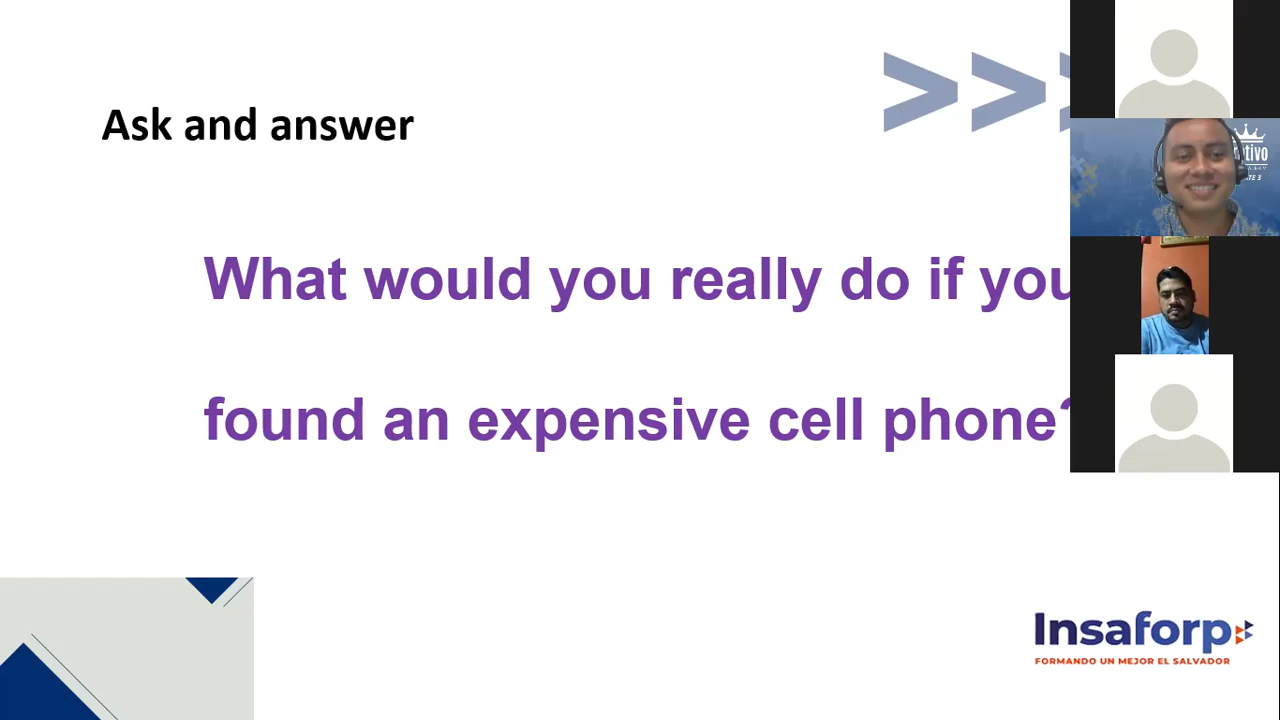 >>>
Ask and answer
What would you really do if you
found an expensive cell phone?
Insaforp
FORMANDO UN MEJOR EL SALVADOR